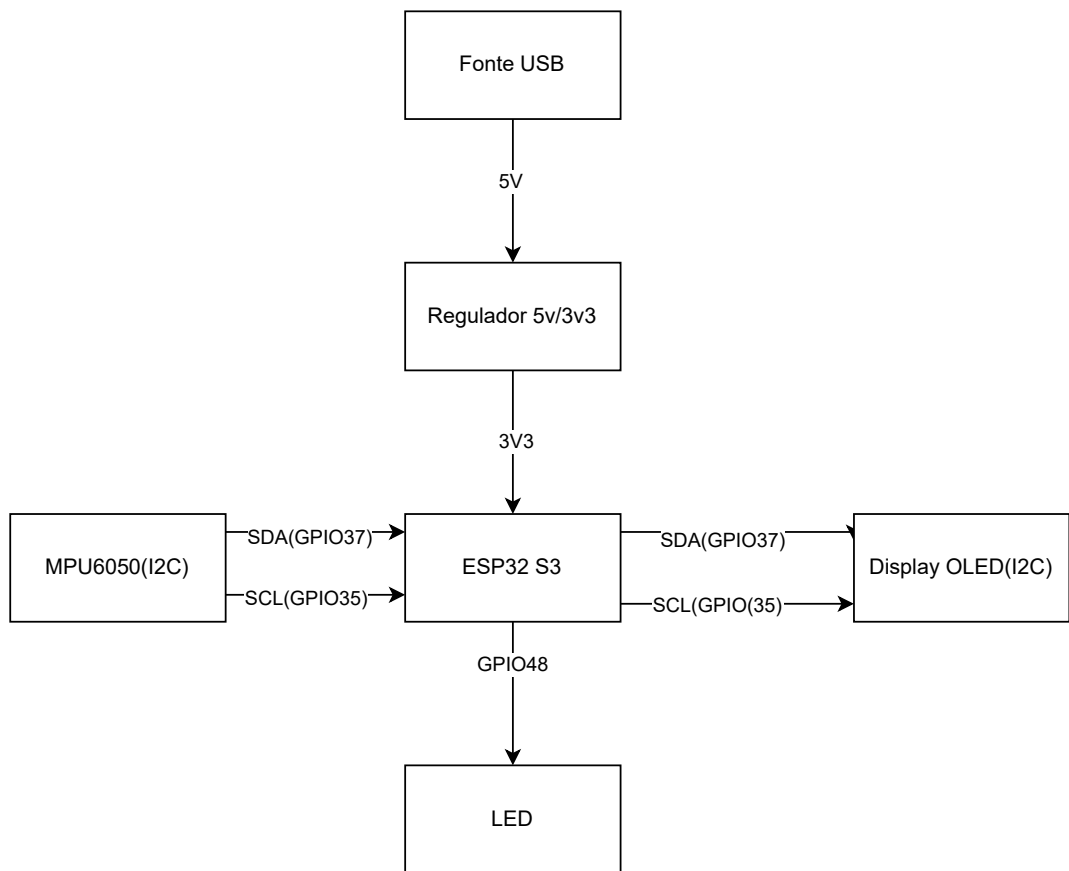 Fonte USB
5V
Regulador 5v/3v3
3V3
MPU6050(I2C)
SDA(GPIO37)
SCL(GPIO35)
ESP32 S3
SDA(GPIO37)
SCL(GPIO(35)
Display OLED(I2C)
GPIO48
LED